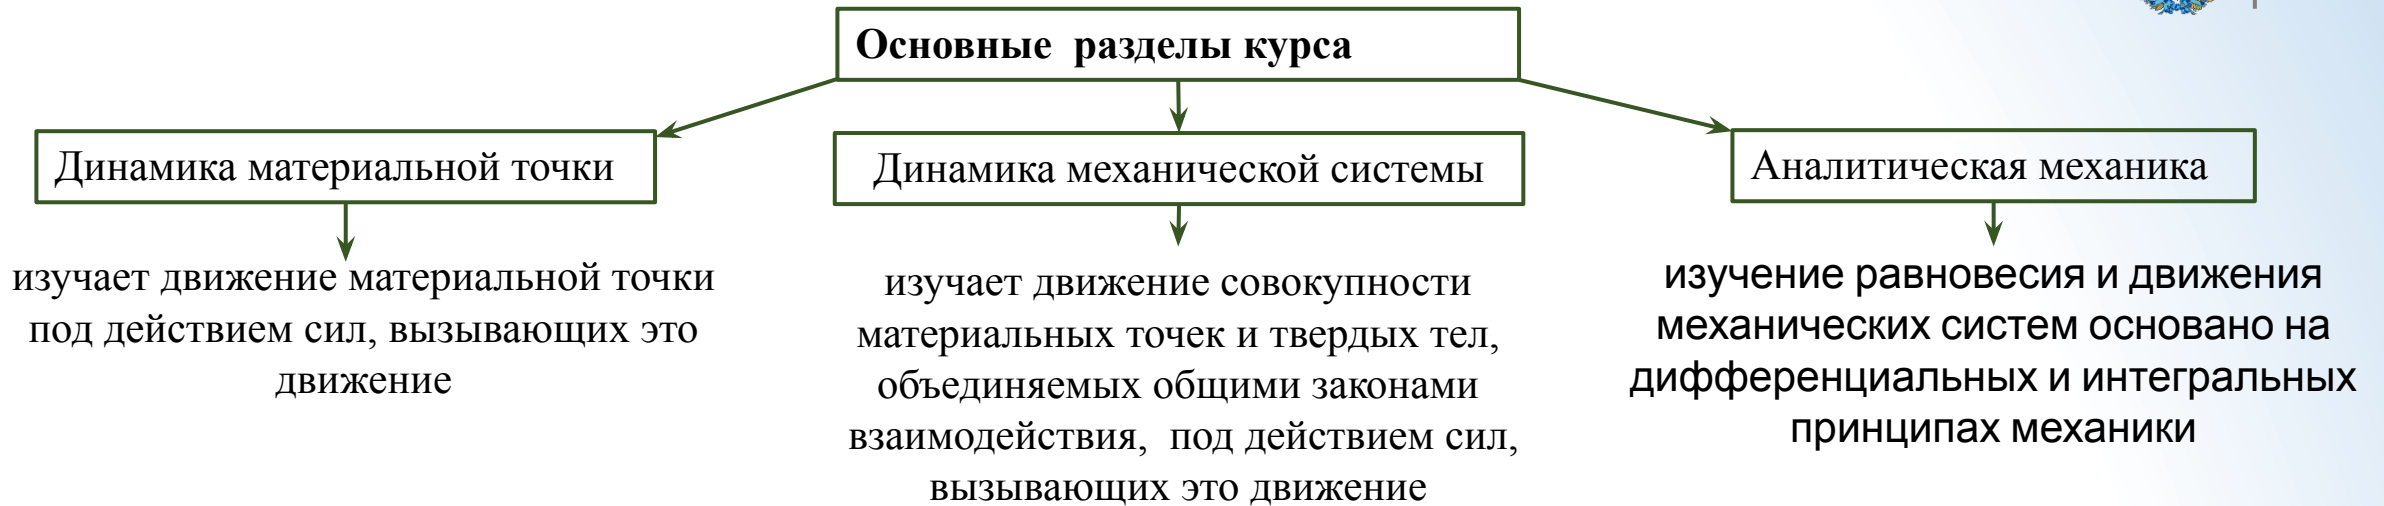 Основные разделы курса
Динамика материальной точки
изучает движение материальной точки
под действием сил, вызывающих это
движение
Динамика механической системы
изучает движение совокупности
материальных точек и твердых тел,
объединяемых общими законами
взаимодействия, под действием сил,
вызывающих это движение
Аналитическая механика
изучение равновесия и движения
механических систем основано на
дифференциальных и интегральных
принципах механики